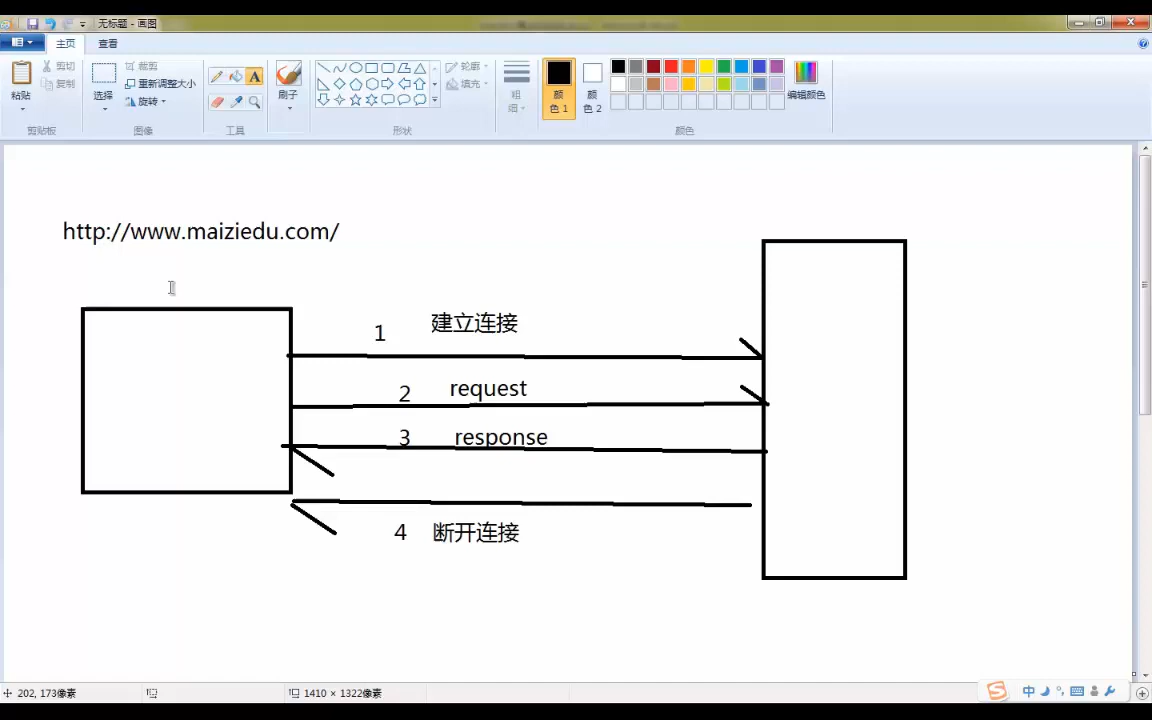 无标题 - 画图
主页 查看
粘贴
剪切
复制
剪贴板
选择
裁剪
重新调整大小
旋转
图像
A
工具
刷子
轮廓
填充
形状
粗细
颜色 1
颜色 2
编辑颜色
颜色
http://www.maiziedu.com/
1 建立连接
2 request
3 response
4 断开连接
202, 173像素
1410 × 1322像素
中